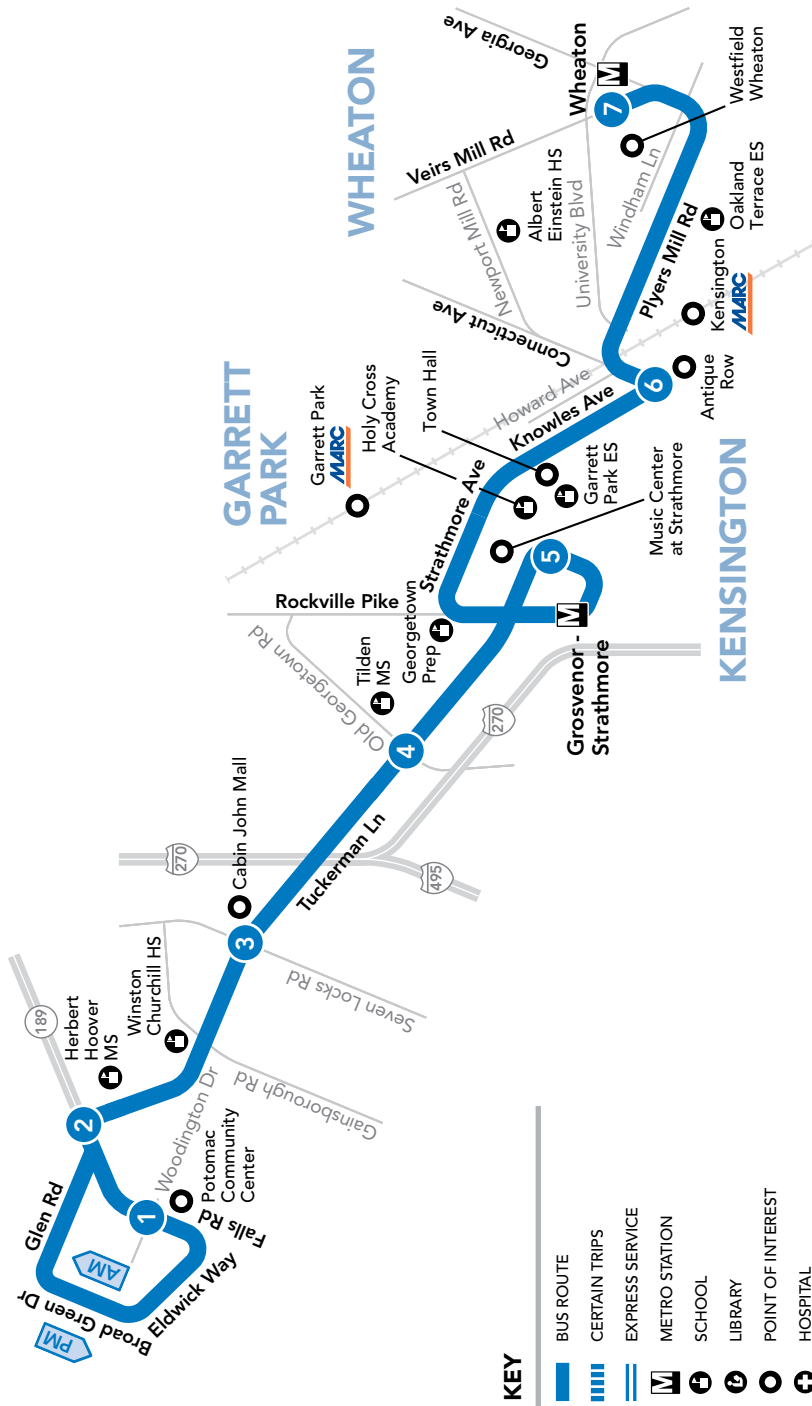 WHEATON
GARRETT
PARK
KENSINGTON
Georgia Ave
Wheaton
M
7
Westfield
Wheaton
Veirs Mill Rd
Newport Mill Rd
Albert
Einstein HS
University Blvd
Windham Ln
Oakland
Terrace ES
Plyers Mill Rd
Connecticut Ave
Kensington
MARC
Howard Ave
6
Antique
Row
Knowles Ave
Town Hall
Holy Cross
Academy
Garrett Park
MARC
Garrett
Park ES
Strathmore Ave
Music Center
at Strathmore
5
Rockville Pike
Georgetown
Prep
M
Grosvenor -
Strathmore
Tilden
MS
Old Georgetown Rd
4
270
Tuckerman Ln
270
495
Cabin John Mall
3
Seven Locks Rd
Winston
Churchill HS
Gainsborough Rd
189
Herbert
Hoover
MS
2
Woodington Dr
Potomac
Community
Center
1
Falls Rd
Glen Rd
AM
Eldwick Way
Broad Green Dr
PM
KEY
BUS ROUTE
CERTAIN TRIPS
EXPRESS SERVICE
M METRO STATION
SCHOOL
LIBRARY
POINT OF INTEREST
HOSPITAL